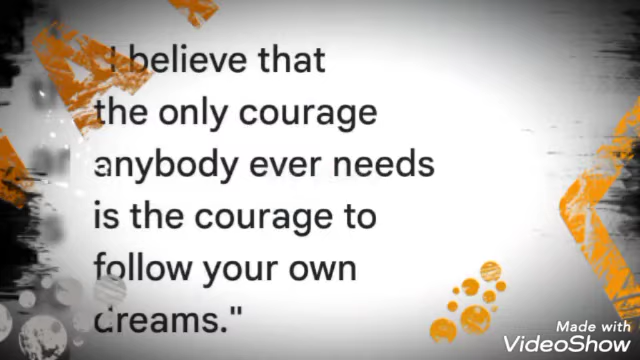 "I believe that
the only courage
anybody ever needs
is the courage to
follow your own
dreams."
Made with
VideoShow